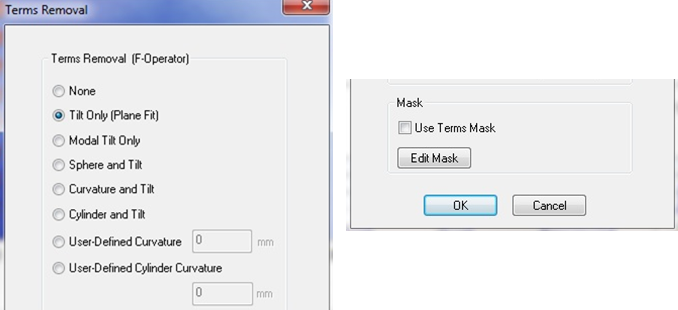 Terms Removal
Terms Removal (F-Operator)
None
Tilt Only (Plane Fit)
Modal Tilt Only
Sphere and Tilt
Curvature and Tilt
Cylinder and Tilt
User-Defined Curvature 0 mm
User-Defined Cylinder Curvature
0 mm
Mask
Use Terms Mask
Edit Mask
OK Cancel